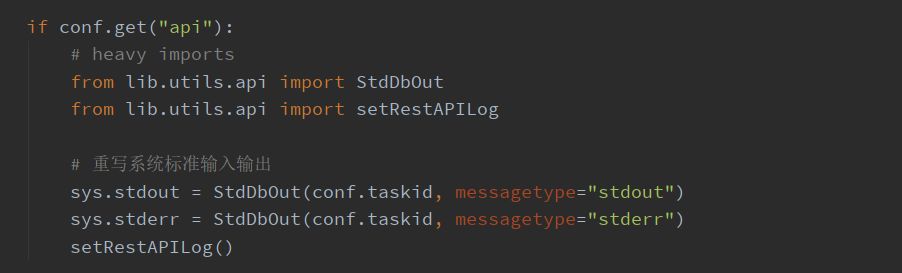 if conf.get("api"):
    # heavy imports
    from lib.utils.api import StdDbOut
    from lib.utils.api import setRestAPILog

    # 重写系统标准输入输出
    sys.stdout = StdDbOut(conf.taskid, messagetype="stdout")
    sys.stderr = StdDbOut(conf.taskid, messagetype="stderr")
    setRestAPILog()